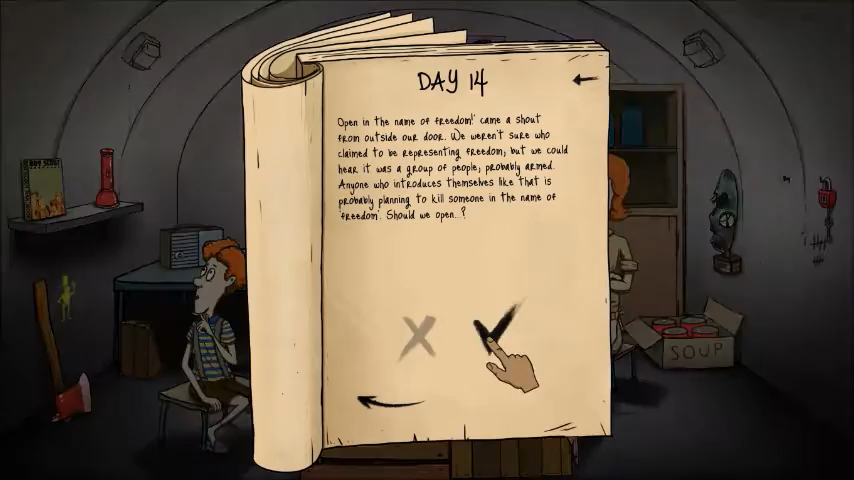 DAY 14
Open in the name of freedom!' came a shout
from outside our door. We weren't sure who
claimed to be representing freedom, but we could
hear it was a group of people, probably armed.
Anyone who introduces themselves like that is
probably planning to kill someone in the name of
'freedom'. Should we open...?
SOUP